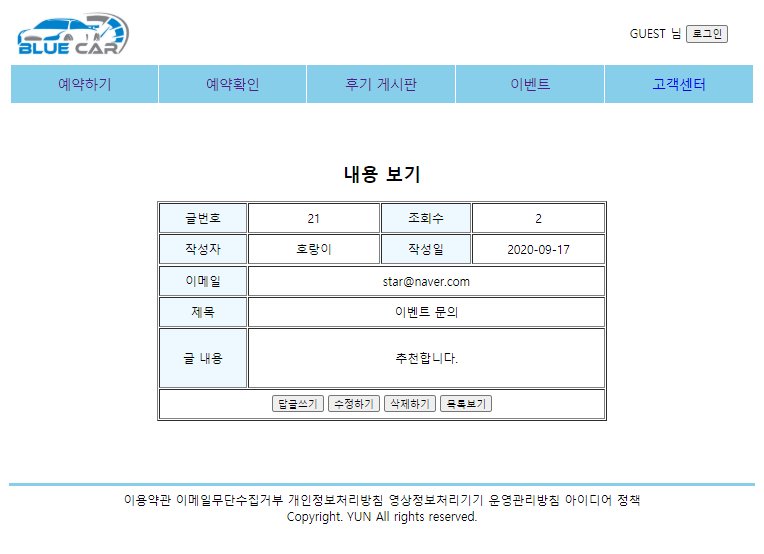 BLUE CAR
GUEST 님 로그인
예약하기 예약확인 후기 게시판 이벤트 고객센터
내용 보기
글번호 21 조회수 2
작성자 호랑이 작성일 2020-09-17
이메일 star@naver.com
제목 이벤트 문의
글 내용 추천합니다.
답글쓰기 수정하기 삭제하기 목록보기
이용약관 이메일무단수집거부 개인정보처리방침 영상정보처리기기 운영관리방침 아이디어 정책
Copyright. YUN All rights reserved.